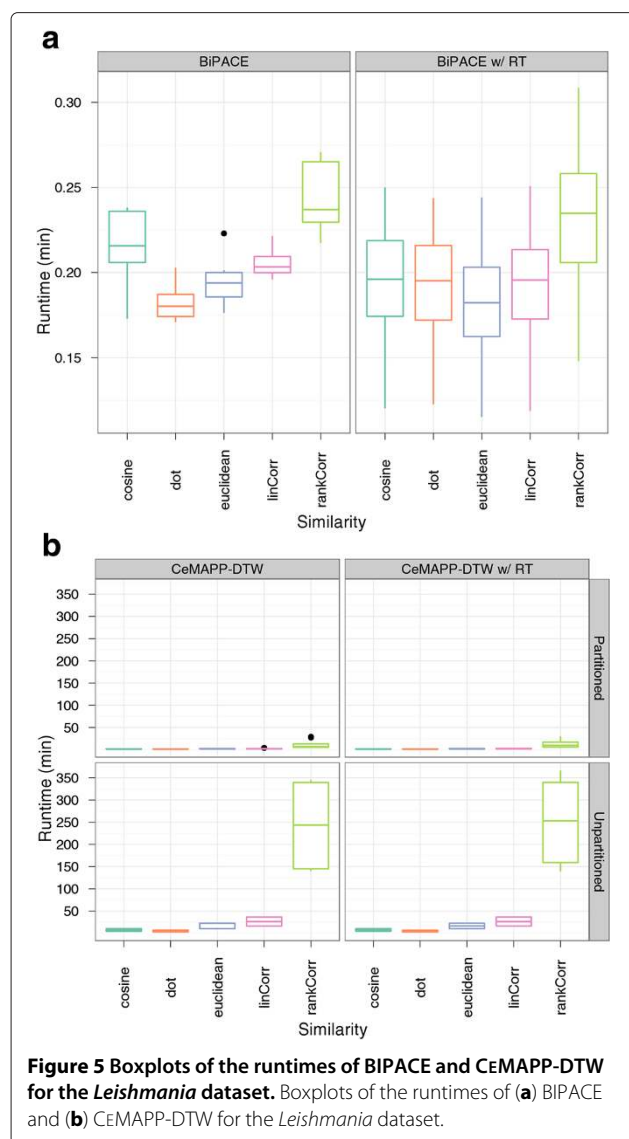 a
BiPACE
BiPACE w/ RT
Runtime (min)
0.30
0.25
0.20
0.15
cosine
dot
euclidean
linCorr
rankCorr
cosine
dot
euclidean
linCorr
rankCorr
Similarity
b
CeMAPP-DTW
CeMAPP-DTW w/ RT
Runtime (min)
350
300
250
200
150
100
50
Partitioned
350
300
250
200
150
100
50
Unpartitioned
cosine
dot
euclidean
linCorr
rankCorr
cosine
dot
euclidean
linCorr
rankCorr
Similarity
Figure 5 Boxplots of the runtimes of BIPACE and CEMAPP-DTW
for the Leishmania dataset. Boxplots of the runtimes of (a) BIPACE
and (b) CEMAPP-DTW for the Leishmania dataset.